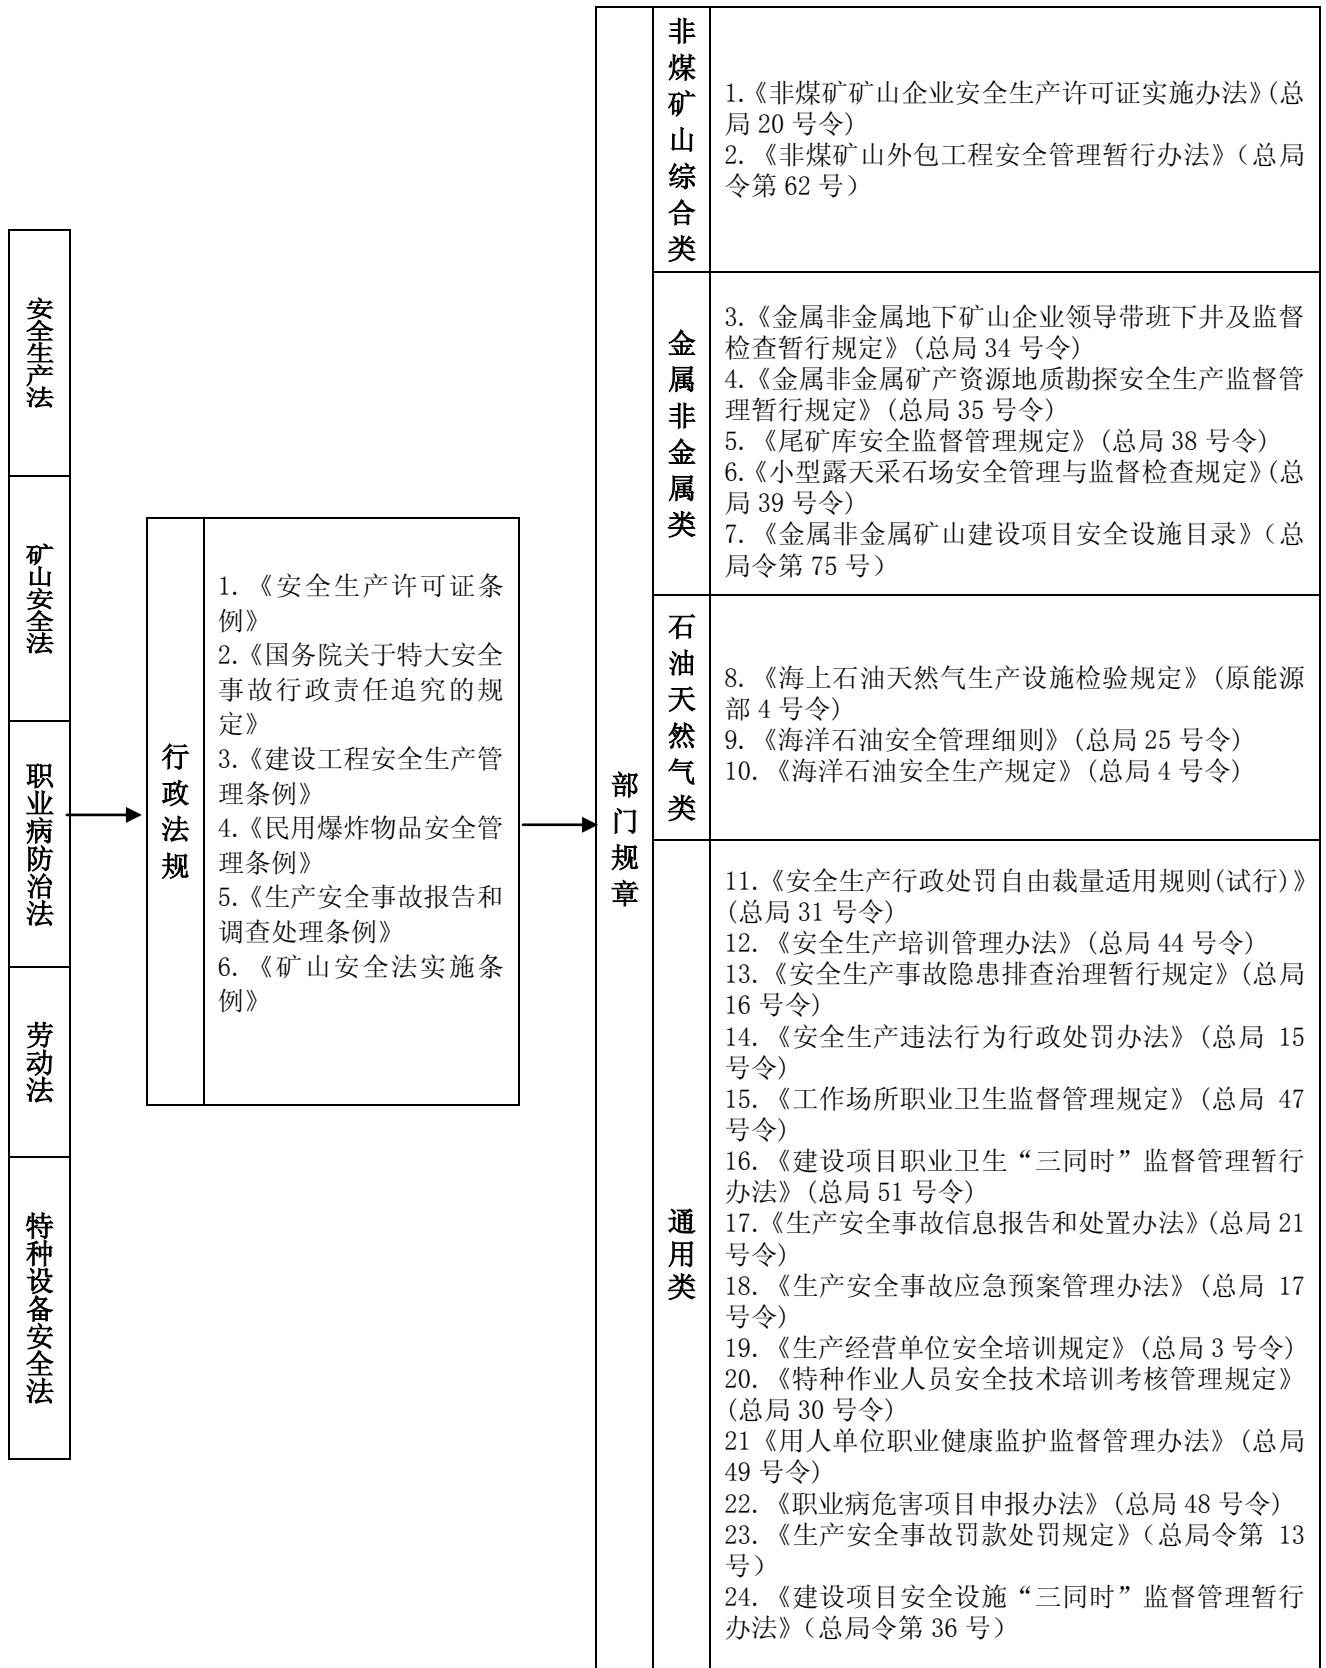 安全生产法
矿山安全法
职业病防治法
劳动法
特种设备安全法
行政法规
1. 《安全生产许可证条
例》
2.《国务院关于特大安全
事故行政责任追究的规
定》
3.《建设工程安全生产管
理条例》
4.《民用爆炸物品安全管
理条例》
5.《生产安全事故报告和
调查处理条例》
6. 《矿山安全法实施条
例》
部门规章
非煤矿山综合类
1.《非煤矿矿山企业安全生产许可证实施办法》(总
局 20 号令)
2. 《非煤矿山外包工程安全管理暂行办法》（总局
令第 62 号）
金属非金属类
3.《金属非金属地下矿山企业领导带班下井及监督
检查暂行规定》(总局 34 号令)
4.《金属非金属矿产资源地质勘探安全生产监督管
理暂行规定》(总局 35 号令)
5. 《尾矿库安全监督管理规定》(总局 38 号令)
6.《小型露天采石场安全管理与监督检查规定》(总
局 39 号令)
7. 《金属非金属矿山建设项目安全设施目录》（总
局令第 75 号）
石油天然气类
8. 《海上石油天然气生产设施检验规定》(原能源
部 4 号令)
9. 《海洋石油安全管理细则》(总局 25 号令)
10. 《海洋石油安全生产规定》(总局 4 号令)
通用类
11.《安全生产行政处罚自由裁量适用规则(试行)》
(总局 31 号令)
12. 《安全生产培训管理办法》(总局 44 号令)
13.《安全生产事故隐患排查治理暂行规定》(总局
16 号令)
14. 《安全生产违法行为行政处罚办法》(总局 15
号令)
15. 《工作场所职业卫生监督管理规定》(总局 47
号令)
16. 《建设项目职业卫生“三同时”监督管理暂行
办法》(总局 51 号令)
17.《生产安全事故信息报告和处置办法》(总局 21
号令)
18. 《生产安全事故应急预案管理办法》(总局 17
号令)
19. 《生产经营单位安全培训规定》(总局 3 号令)
20. 《特种作业人员安全技术培训考核管理规定》
(总局 30 号令)
21《用人单位职业健康监护监督管理办法》(总局
49 号令)
22. 《职业病危害项目申报办法》(总局 48 号令)
23. 《生产安全事故罚款处罚规定》（总局令第 13
号）
24. 《建设项目安全设施“三同时”监督管理暂行
办法》（总局令第 36 号）